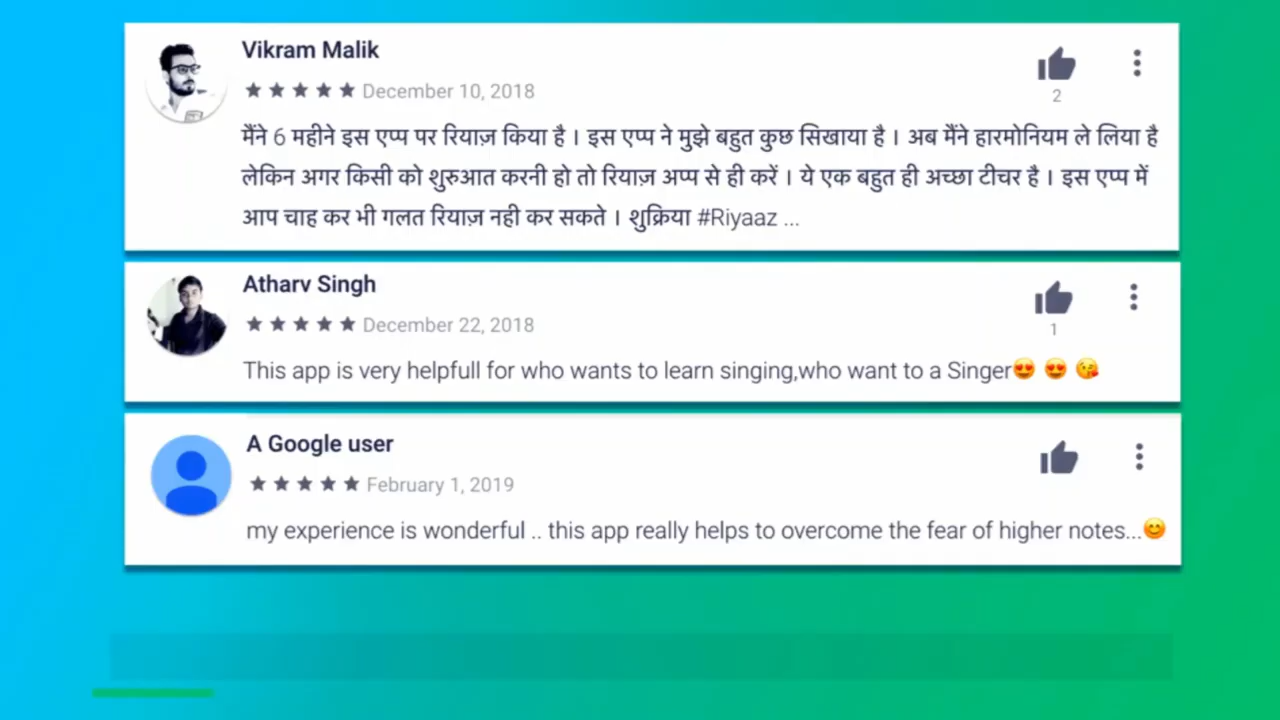 Vikram Malik
December 10, 2018
2
मैंने 6 महीने इस एप्प पर रियाज़ किया है । इस एप्प ने मुझे बहुत कुछ सिखाया है । अब मैंने हारमोनियम ले लिया है
लेकिन अगर किसी को शुरुआत करनी हो तो रियाज़ अप्प से ही करें । ये एक बहुत ही अच्छा टीचर है । इस एप्प में
आप चाह कर भी गलत रियाज़ नही कर सकते । शुक्रिया #Riyaaz ...
Atharv Singh
December 22, 2018
1
This app is very helpfull for who wants to learn singing,who want to a Singer😍 😍 😘
A Google user
February 1, 2019
my experience is wonderful .. this app really helps to overcome the fear of higher notes...😊